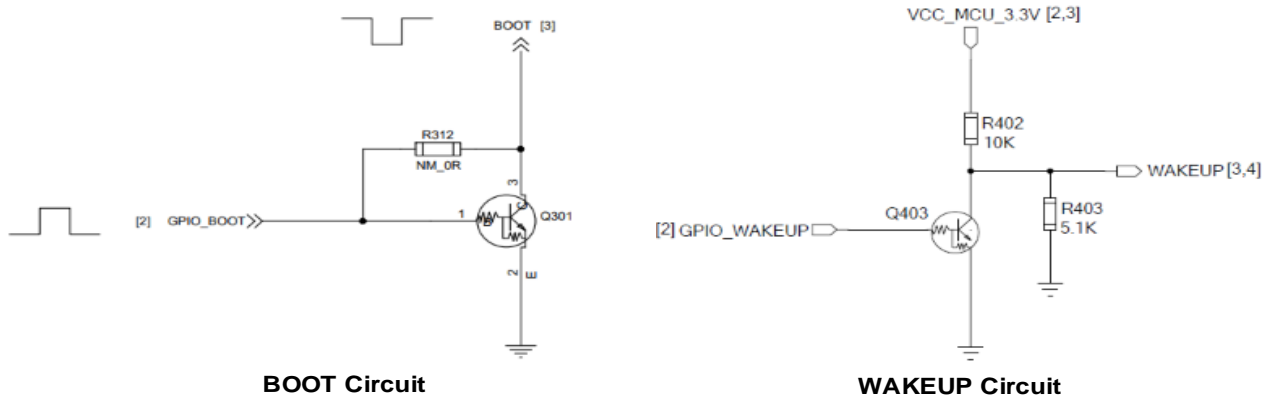 BOOT [3]
R312
NM_0R
3
C
[2] GPIO_BOOT
1
B
Q301
2
E
BOOT Circuit
VCC_MCU_3.3V [2,3]
R402
10K
WAKEUP [3,4]
Q403
R403
5.1K
[2] GPIO_WAKEUP
WAKEUP Circuit